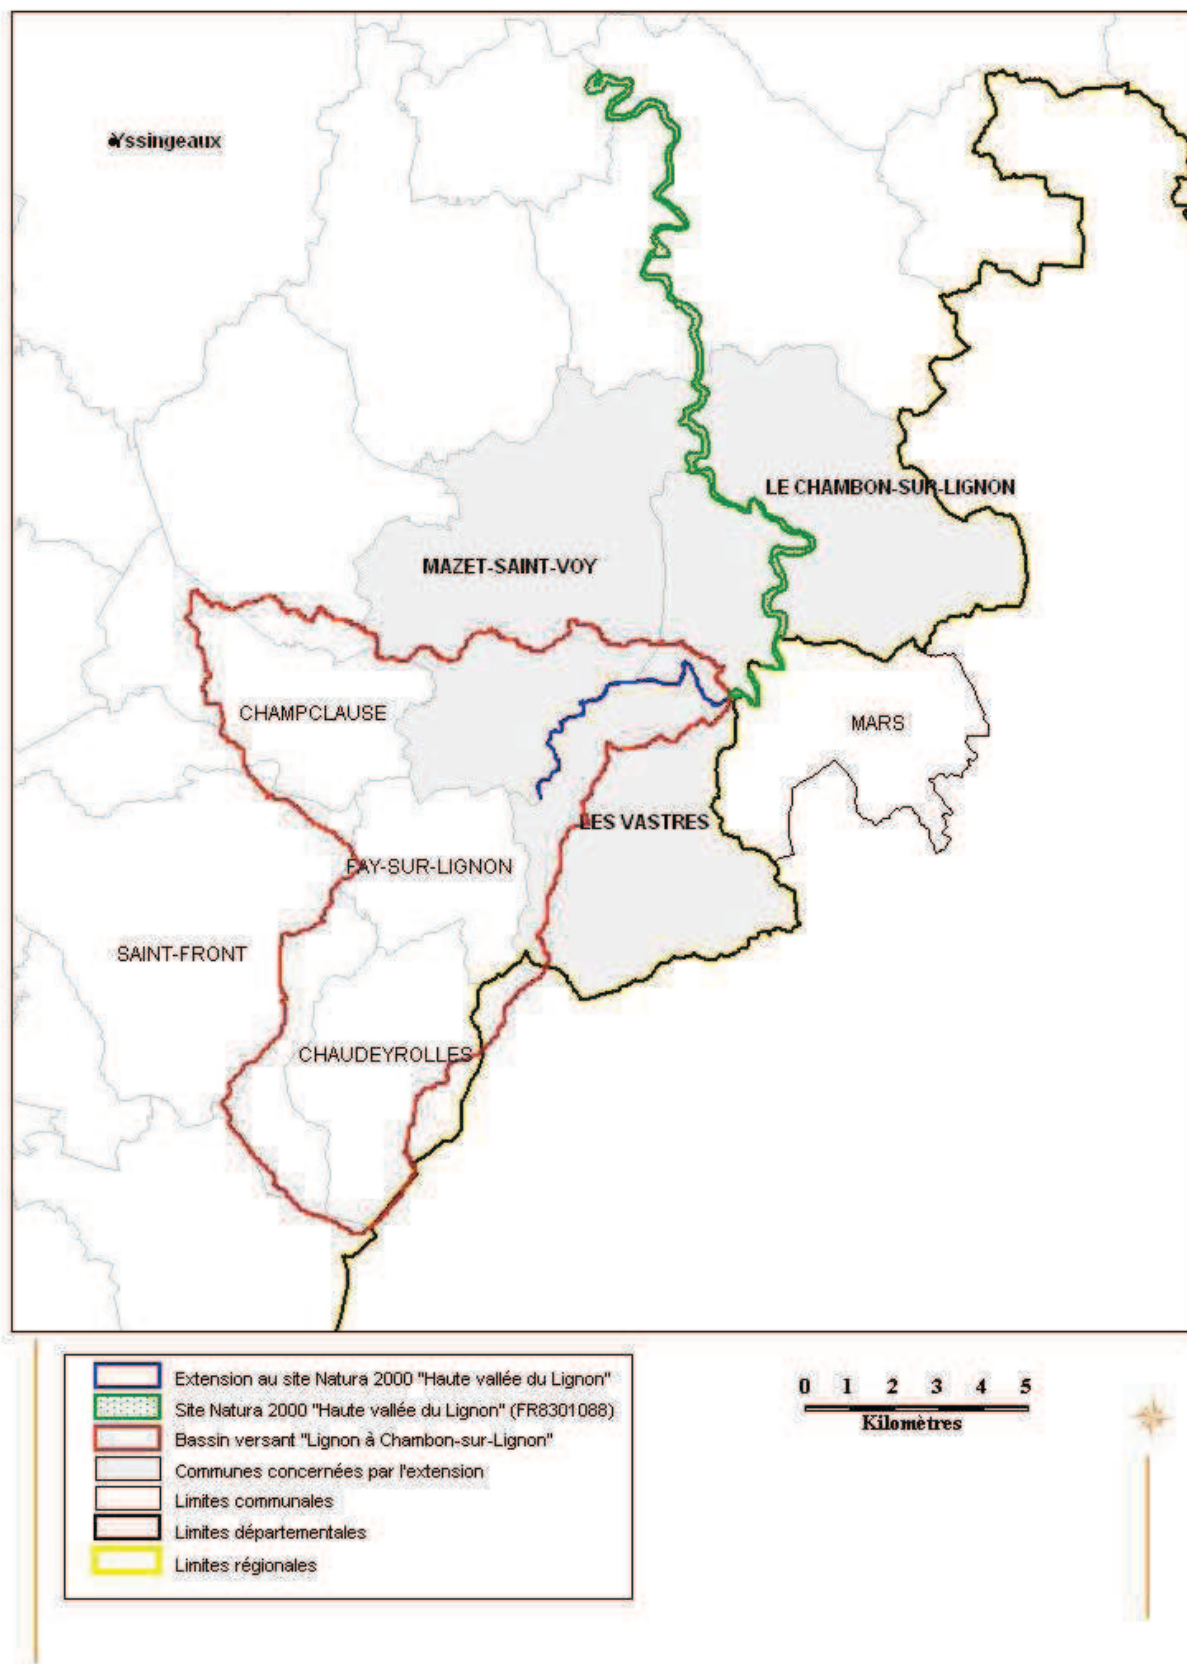 Yssingeaux
LE CHAMBON-SUR-LIGNON
MAZET-SAINT-VOY
CHAMPCLAUSE
MARS
LES VASTRES
FAY-SUR-LIGNON
SAINT-FRONT
CHAUDEYROLLES
Extension au site Natura 2000 "Haute vallée du Lignon"
Site Natura 2000 "Haute vallée du Lignon" (FR8301088)
Bassin versant "Lignon à Chambon-sur-Lignon"
Communes concernées par l'extension
Limites communales
Limites départementales
Limites régionales
0 1 2 3 4 5
Kilomètres